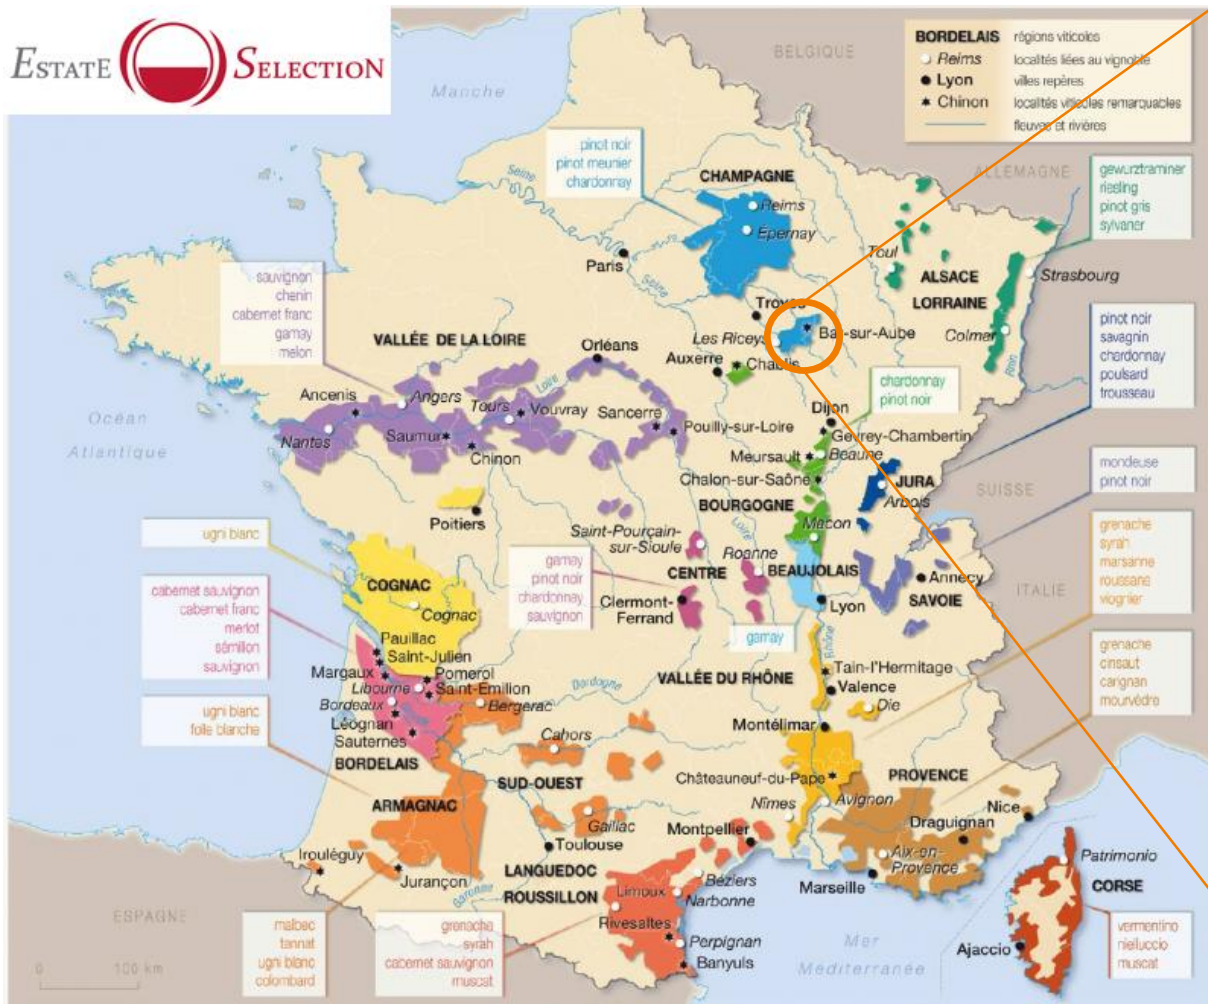 ESTATE SELECTION
BELGIQUE
BORDELAIS régions viticoles
Reims localités liées au vignoble
Lyon villes repères
Chinon localités viticoles remarquables
fleuves et rivières
Manche
pinot noir
pinot meunier
chardonnay
CHAMPAGNE
Reims
Épernay
Seine
Marne
Paris
Seine
ALLEMAGNE
gewurztraminer
riesling
pinot gris
sylvaner
Toul
ALSACE
LORRAINE
Strasbourg
Colmar
Rhin
Troyes
Les Riceys
Bar-sur-Aube
Auxerre
Chablis
sauvignon
chenin
cabernet franc
gamay
melon
VALLÉE DE LA LOIRE
Orléans
Loire
Ancenis
Angers
Tours
Vouvray
Sancerre
Pouilly-sur-Loire
Nantes
Saumur
Chinon
Océan
Atlantique
pinot noir
savagnin
chardonnay
poulsard
trousseau
chardonnay
pinot noir
Dijon
Gevrey-Chambertin
Meursault
Beaune
Chalon-sur-Saône
BOURGOGNE
Mâcon
JURA
Arbois
SUISSE
mondeuse
pinot noir
Poitiers
Saint-Pourçain-
sur-Sioule
Loire
Roanne
CENTRE
BEAUJOLAIS
Clermont-
Ferrand
Lyon
Annecy
SAVOIE
ITALIE
ugni blanc
COGNAC
Cognac
gamay
pinot noir
chardonnay
sauvignon
gamay
grenache
syrah
marsanne
roussane
viognier
cabernet sauvignon
cabernet franc
merlot
sémillon
sauvignon
Pauillac
Saint-Julien
Margaux
Pomerol
Libourne
Saint-Emilion
Bordeaux
Bergerac
Léognan
Sauternes
BORDELAIS
Dordogne
Rhône
VALLÉE DU RHÔNE
Tain-l'Hermitage
Valence
Die
Montélimar
grenache
cinsaut
carignan
mourvèdre
ugni blanc
folle blanche
Cahors
SUD-OUEST
ARMAGNAC
Gaillac
Toulouse
Châteauneuf-du-Pape
PROVENCE
Avignon
Nîmes
Nice
Draguignan
Aix-en-
Provence
Marseille
Montpellier
Irouléguy
Jurançon
Garonne
LANGUEDOC
ROUSSILLON
Limoux
Béziers
Narbonne
Rivesaltes
Perpignan
Banyuls
Patrimonio
CORSE
Ajaccio
ESPAGNE
malbec
tannat
ugni blanc
colombard
grenache
syrah
cabernet sauvignon
muscat
Mer
Mediterranée
vermentino
nielluccio
muscat
0 100 km